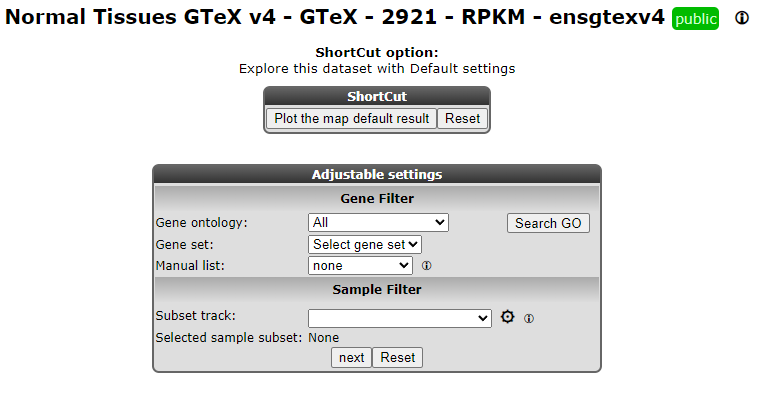 Normal Tissues GTeX v4 - GTeX - 2921 - RPKM - ensgtexv4 public
ShortCut option:
Explore this dataset with Default settings
ShortCut
Plot the map default result Reset
Adjustable settings
Gene Filter
Gene ontology: All Search GO
Gene set: Select gene set
Manual list: none
Sample Filter
Subset track:
Selected sample subset: None
next Reset